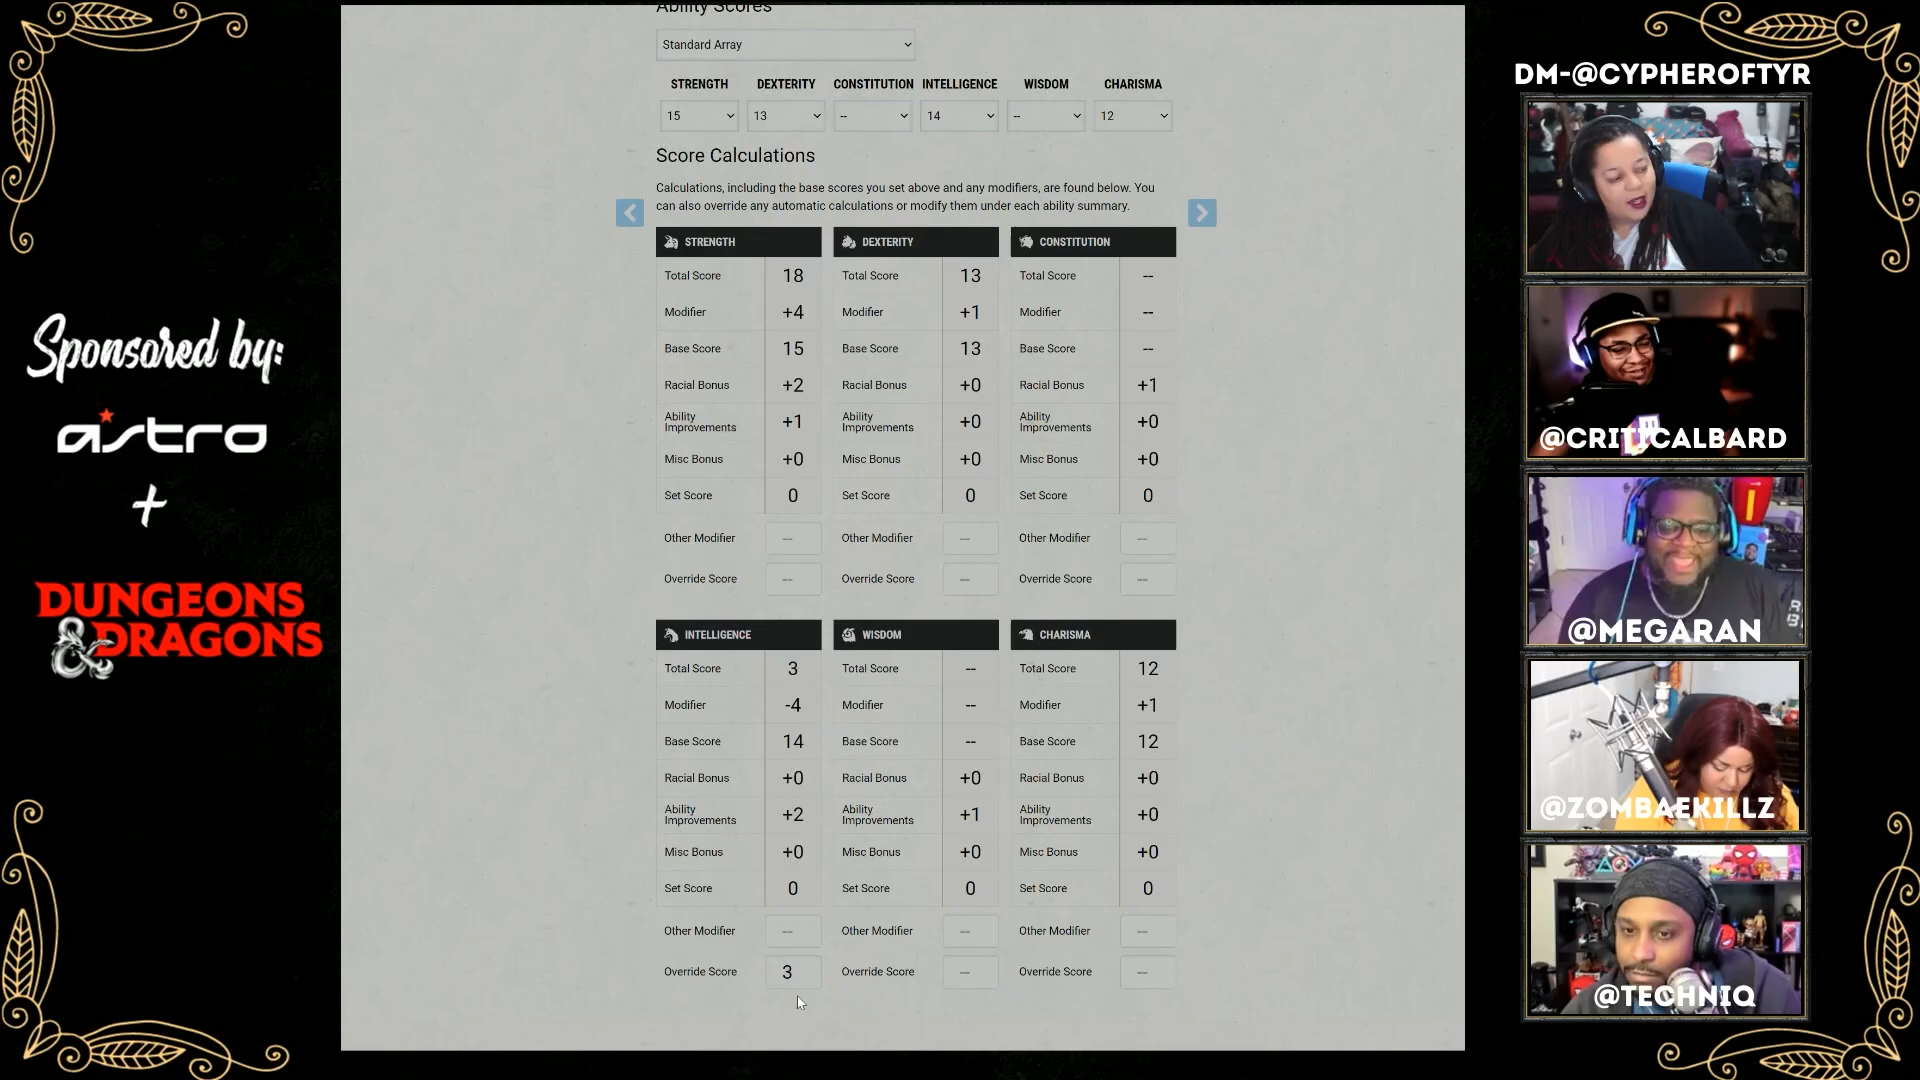 Ability Scores
Standard Array
STRENGTH DEXTERITY CONSTITUTION INTELLIGENCE WISDOM CHARISMA
15 13 -- 14 -- 12
Score Calculations
Calculations, including the base scores you set above and any modifiers, are found below. You
can also override any automatic calculations or modify them under each ability summary.
STRENGTH
Total Score 18
Modifier +4
Base Score 15
Racial Bonus +2
Ability
Improvements +1
Misc Bonus +0
Set Score 0
Other Modifier --
Override Score --
DEXTERITY
Total Score 13
Modifier +1
Base Score 13
Racial Bonus +0
Ability
Improvements +0
Misc Bonus +0
Set Score 0
Other Modifier --
Override Score --
CONSTITUTION
Total Score --
Modifier --
Base Score --
Racial Bonus +1
Ability
Improvements +0
Misc Bonus +0
Set Score 0
Other Modifier --
Override Score --
INTELLIGENCE
Total Score 3
Modifier -4
Base Score 14
Racial Bonus +0
Ability
Improvements +2
Misc Bonus +0
Set Score 0
Other Modifier --
Override Score 3
WISDOM
Total Score --
Modifier --
Base Score --
Racial Bonus +0
Ability
Improvements +1
Misc Bonus +0
Set Score 0
Other Modifier --
Override Score --
CHARISMA
Total Score 12
Modifier +1
Base Score 12
Racial Bonus +0
Ability
Improvements +0
Misc Bonus +0
Set Score 0
Other Modifier --
Override Score --
Sponsored by:
astro
+
DUNGEONS
& DRAGONS
DM-@CYPHEROFTYR
@CRITICALBARD
@MEGARAN
@ZOMBAEKILLZ
@TECHNIQ